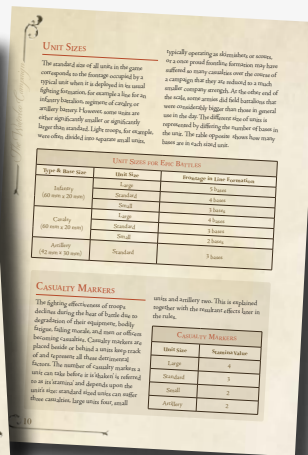 UNIT SIZES
The standard size of all units in the game
corresponds to the frontage occupied by a
typical unit when it is deployed in its usual
fighting formation: for example a line for an
infantry battalion, regiment of cavalry or
artillery battery. However, some units are
either significantly smaller or significantly
larger than standard. Light troops, for example,
were often divided into separate small units,
typically operating as skirmishers or scouts,
or a once proud frontline formation may have
suffered so many casualties over the course of
a campaign that they are reduced to a much
smaller company strength. At the other end of
the scale, some armies did field battalions that
were considerably bigger than those in general
use in the day. The different size of units is
represented by differing the number of bases in
the unit. The table opposite shows how many
bases are in each sized unit.
UNIT SIZES FOR EPIC BATTLES
Type & Base Size Unit Size Frontage in Line Formation
Infantry
(60 mm x 20 mm)
Large 5 bases
Standard 4 bases
Small 3 bases
Cavalry
(60 mm x 20 mm)
Large 4 bases
Standard 3 bases
Small 2 bases
Artillery
Standard 3 bases
CASUALTY MARKERS
The fighting effectiveness of troops
declines during the heat of battle due to
degradation of their equipment, bodily
fatigue, failing morale, and men or officers
becoming casualties. Casualty markers are
placed beside or behind a unit to keep track
of and represent all these detrimental
factors. The number of casualty markers a
unit can take before it is 'shaken' is referred
to as its 'stamina' and depends upon the
unit's size: standard sized units can suffer
three casualties, large units four, small
units and artillery two. This is explained
together with the resultant effects later in
the rules.
CASUALTY MARKERS
Unit Size Stamina Value
Large 4
Standard 3
Small 2
Artillery 2
10